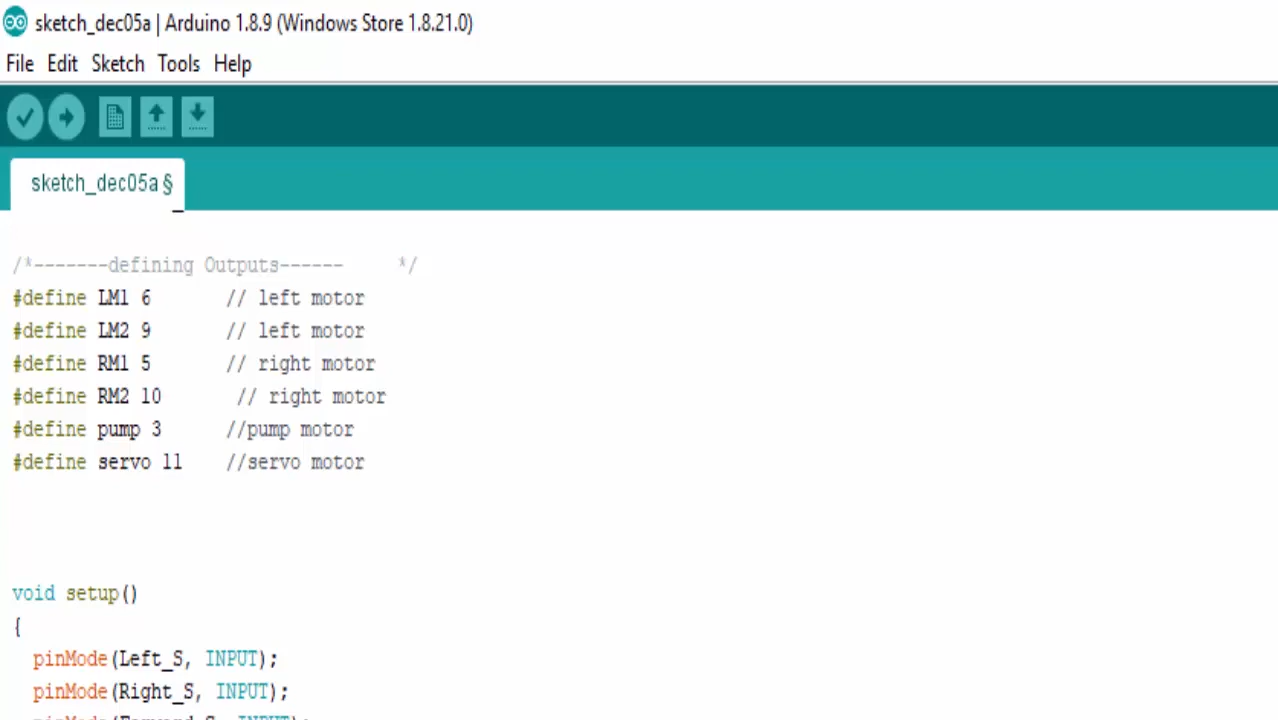 sketch_dec05a | Arduino 1.8.9 (Windows Store 1.8.21.0)
File Edit Sketch Tools Help
sketch_dec05a §
/*-------defining Outputs------ */
#define LM1 6 // left motor
#define LM2 9 // left motor
#define RM1 5 // right motor
#define RM2 10 // right motor
#define pump 3 //pump motor
#define servo 11 //servo motor
void setup()
{
pinMode(Left_S, INPUT);
pinMode(Right_S, INPUT);
pinMode(Forward_S, INPUT);